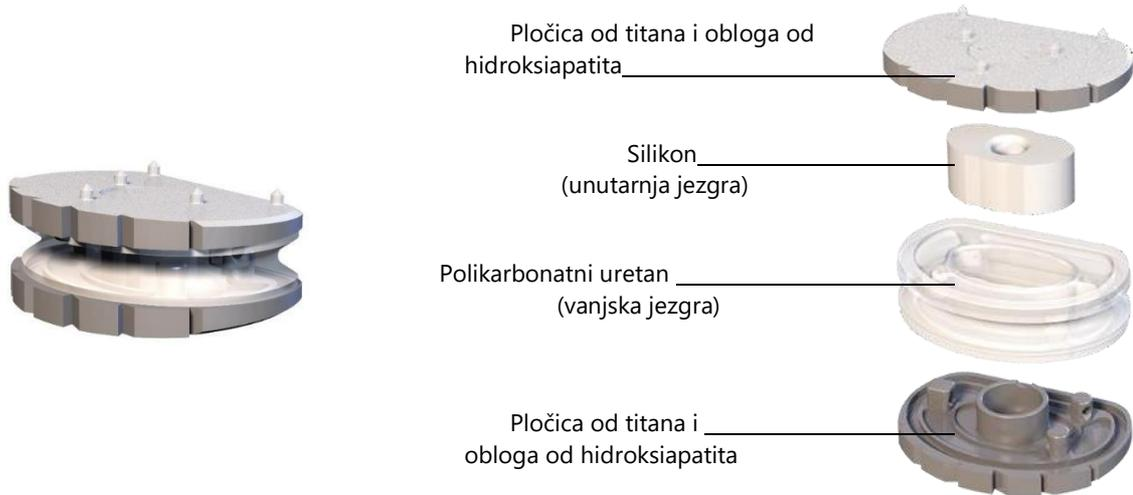 Pločica od titana i obloga od
hidroksiapatita
Silikon
(unutarnja jezgra)
Polikarbonatni uretan
(vanjska jezgra)
Pločica od titana i
obloga od hidroksiapatita